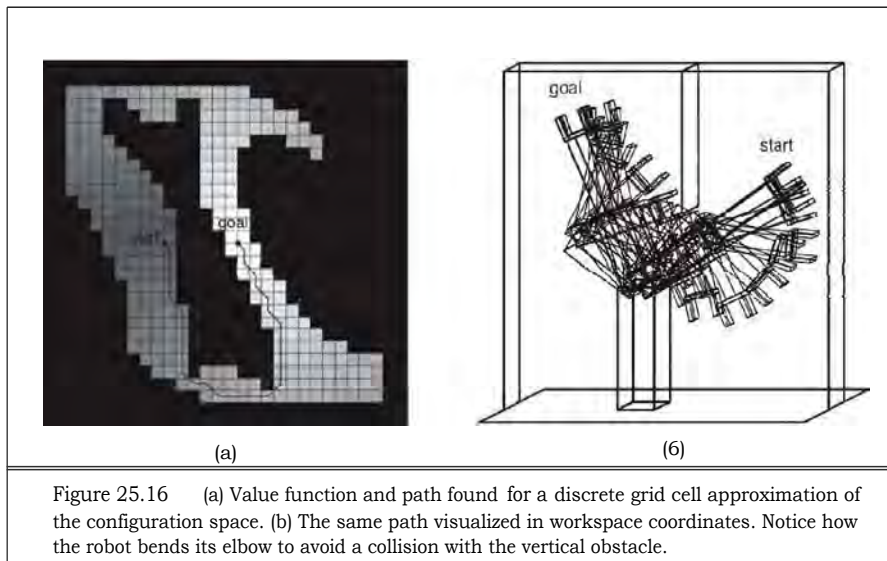 goal
start
goal
(a)
(б)
Figure 25.16 (a) Value function and path found for a discrete grid cell approximation of
the configuration space. (b) The same path visualized in workspace coordinates. Notice how
the robot bends its elbow to avoid a collision with the vertical obstacle.